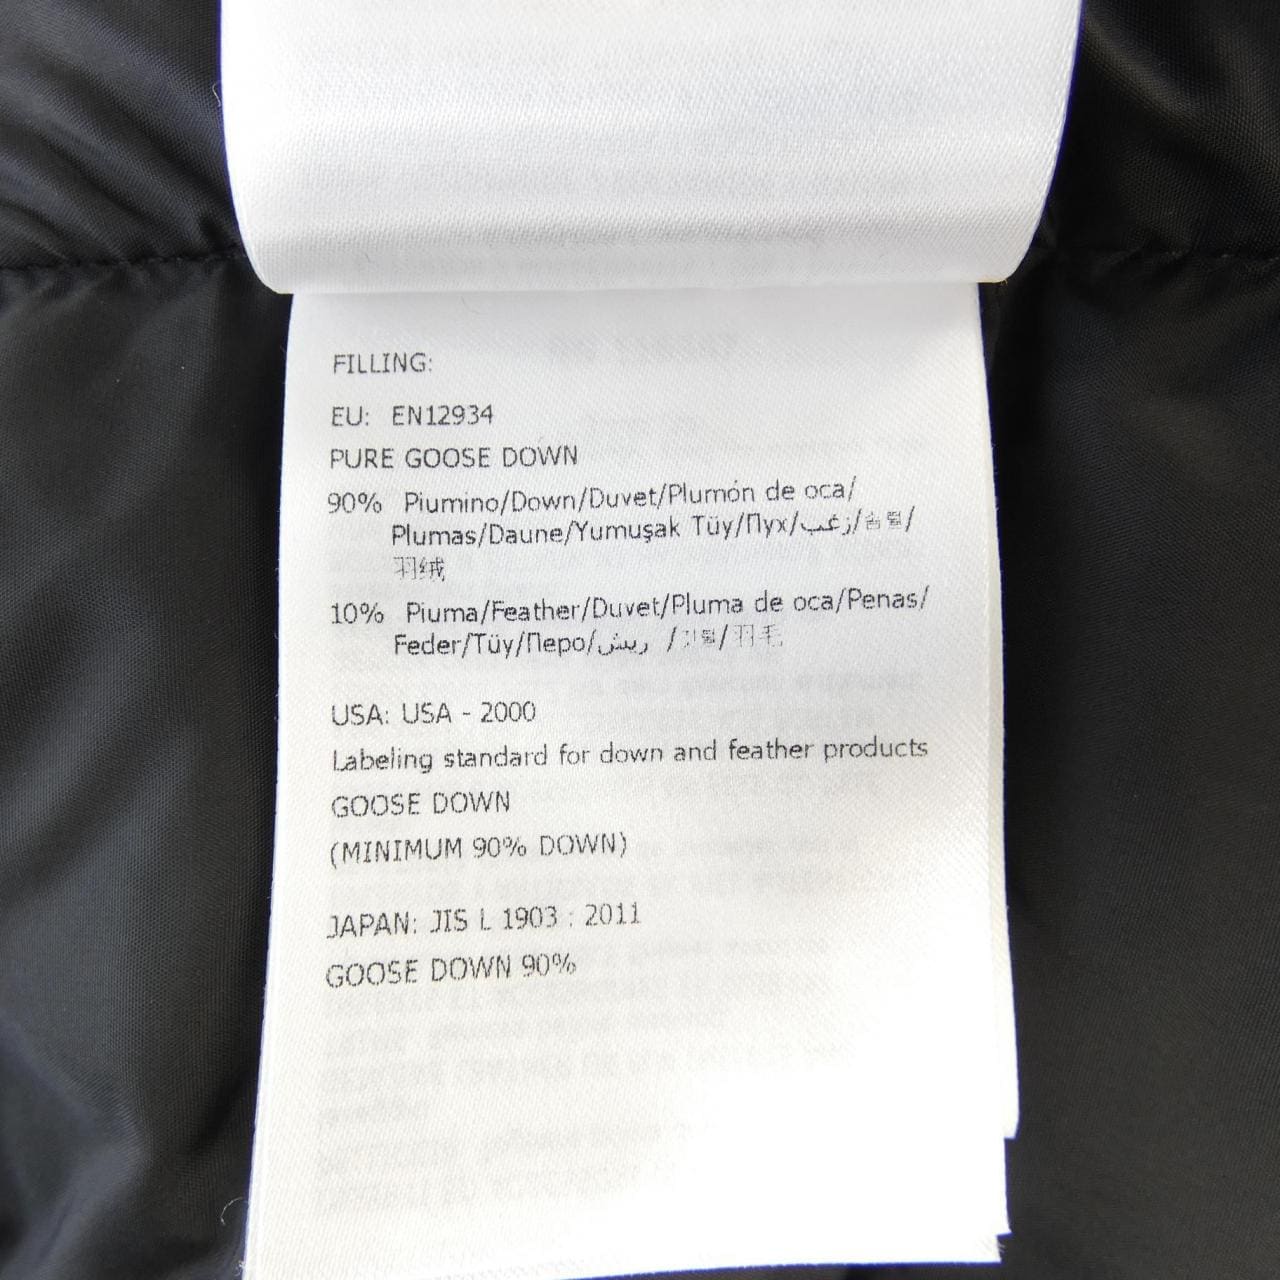 FILLING:
EU: EN12934
PURE GOOSE DOWN
90% Piumino/Down/Duvet/Plumón de oca/
Plumas/Daune/Yumuşak Tüy/Пух/زغب/솜털/
羽绒
10% Piuma/Feather/Duvet/Pluma de oca/Penas/
Feder/Tüy/Перо/ريش /깃털/羽毛
USA: USA - 2000
Labeling standard for down and feather products
GOOSE DOWN
(MINIMUM 90% DOWN)
JAPAN: JIS L 1903 : 2011
GOOSE DOWN 90%